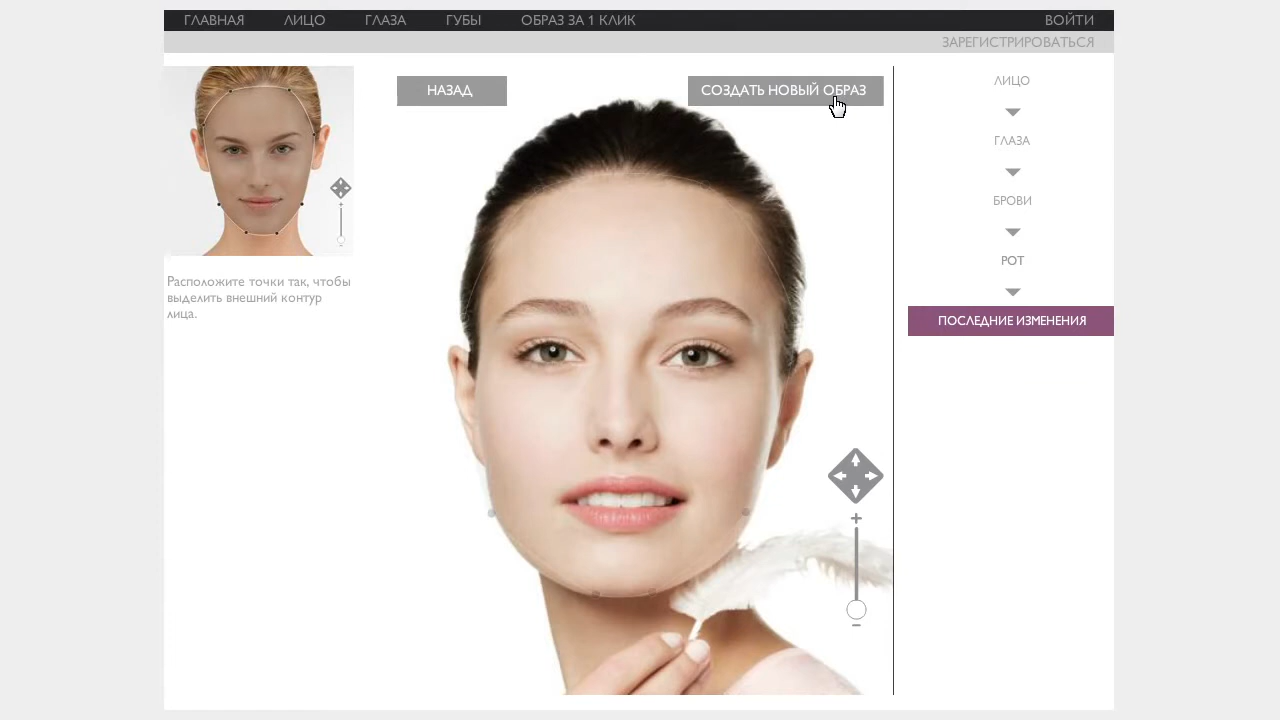 ГЛАВНАЯ ЛИЦО ГЛАЗА ГУБЫ ОБРАЗ ЗА 1 КЛИК ВОЙТИ
ЗАРЕГИСТРИРОВАТЬСЯ
НАЗАД СОЗДАТЬ НОВЫЙ ОБРАЗ
ЛИЦО
ГЛАЗА
БРОВИ
РОТ
ПОСЛЕДНИЕ ИЗМЕНЕНИЯ
Расположите точки так, чтобы
выделить внешний контур
лица.